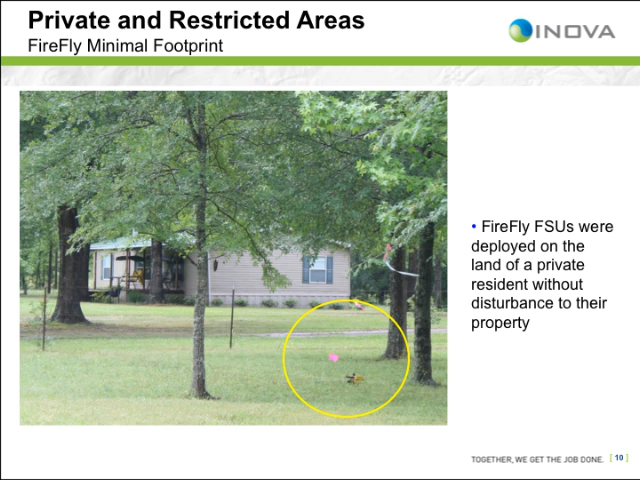 Private and Restricted Areas
INOVA
FireFly Minimal Footprint
• FireFly FSUs were
deployed on the
land of a private
resident without
disturbance to their
property
TOGETHER, WE GET THE JOB DONE. [ 10 ]